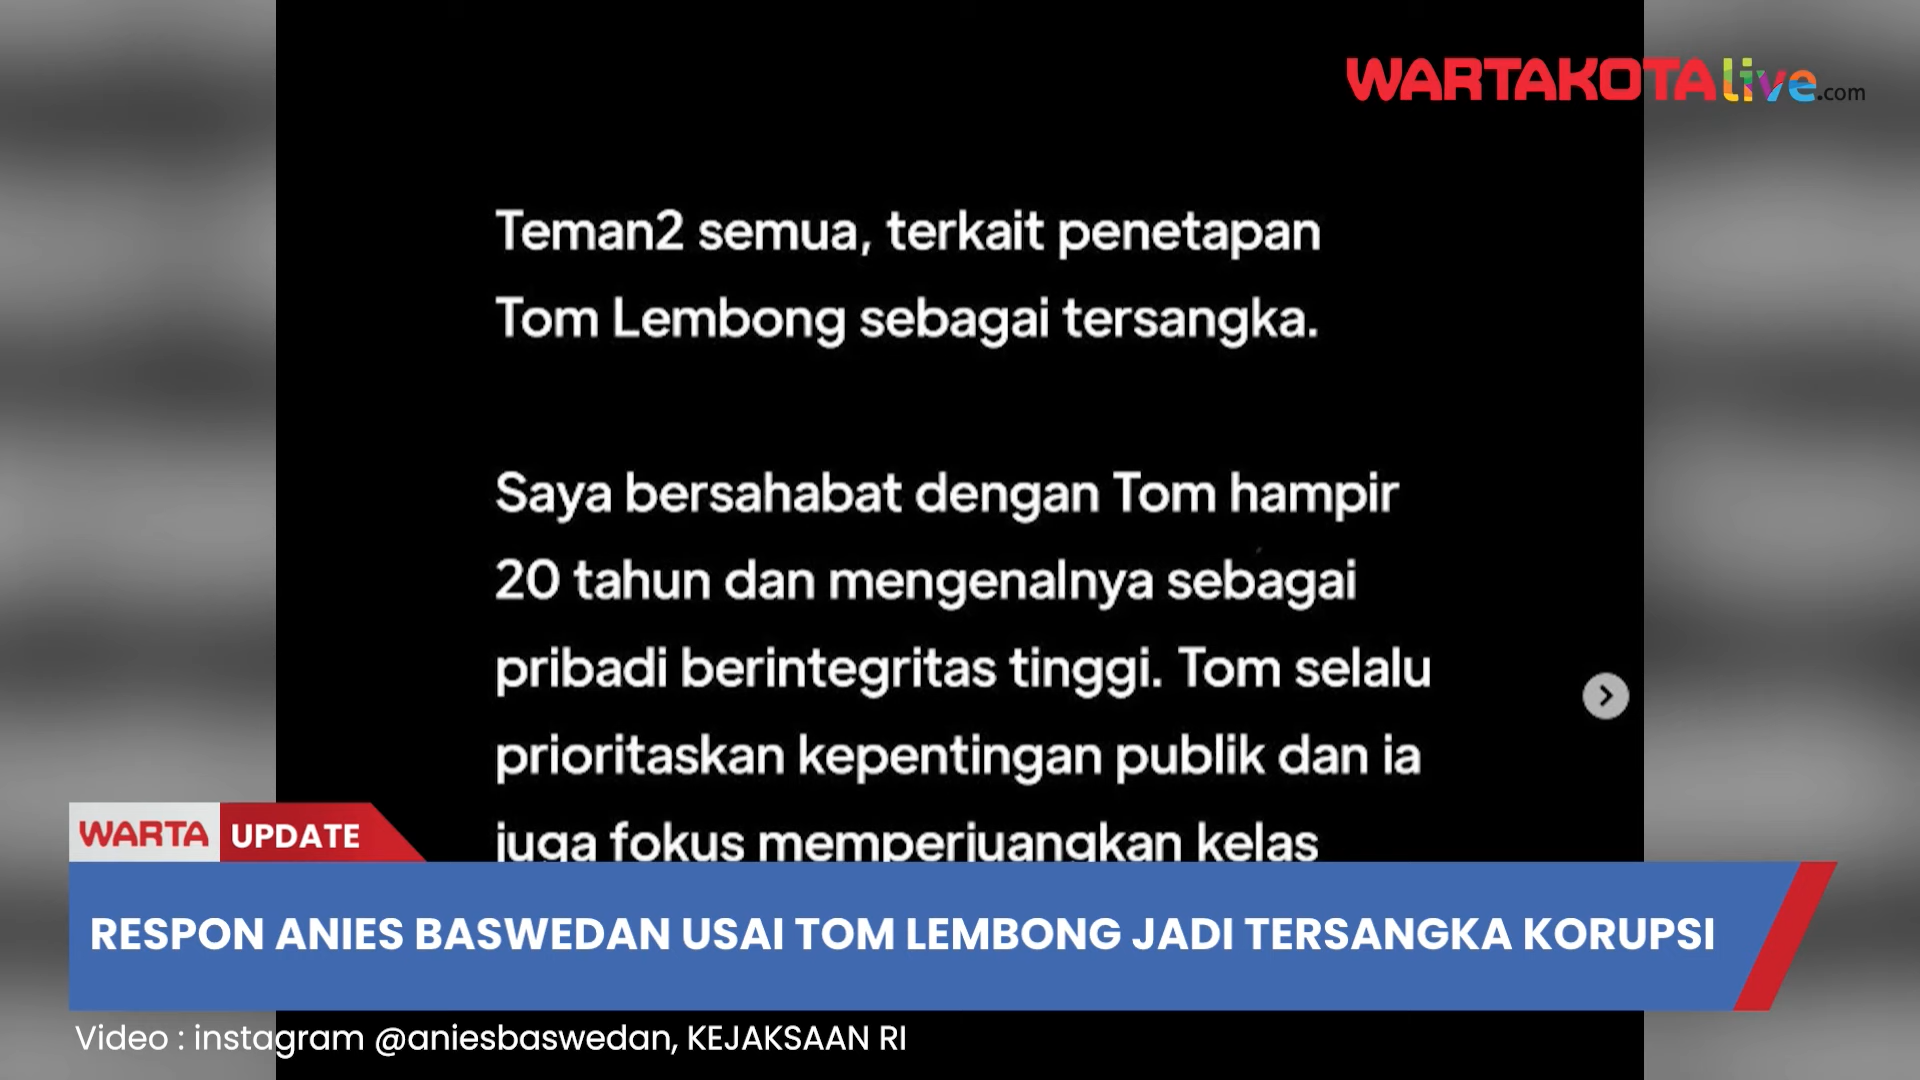 WARTAKOTAlive.com
Teman2 semua, terkait penetapan
Tom Lembong sebagai tersangka.
Saya bersahabat dengan Tom hampir
20 tahun dan mengenalnya sebagai
pribadi berintegritas tinggi. Tom selalu
prioritaskan kepentingan publik dan ia
juga fokus memperjuangkan kelas
WARTA UPDATE
RESPON ANIES BASWEDAN USAI TOM LEMBONG JADI TERSANGKA KORUPSI
Video : instagram @aniesbaswedan, KEJAKSAAN RI